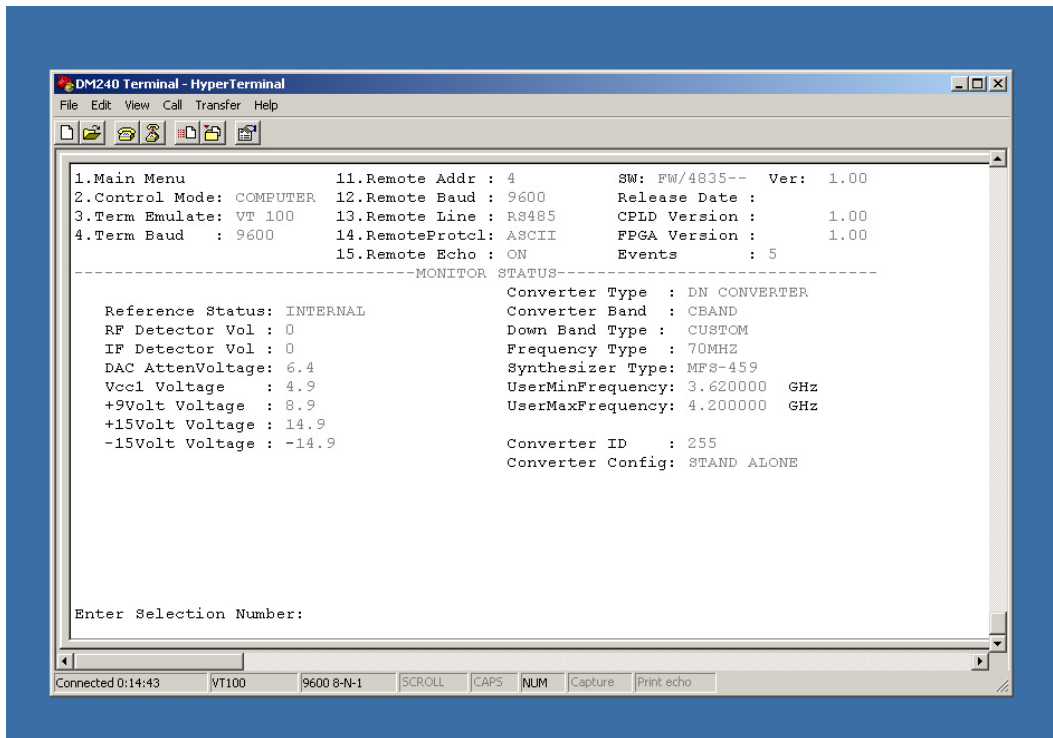 DM240 Terminal - HyperTerminal
File Edit View Call Transfer Help
1.Main Menu 11.Remote Addr : 4 SW: FW/4835-- Ver: 1.00
2.Control Mode: COMPUTER 12.Remote Baud : 9600 Release Date :
3.Term Emulate: VT 100 13.Remote Line : RS485 CPLD Version : 1.00
4.Term Baud : 9600 14.RemoteProtcl: ASCII FPGA Version : 1.00
15.Remote Echo : ON Events : 5
----------------------------------MONITOR STATUS--------------------------------
Converter Type : DN CONVERTER
Reference Status: INTERNAL Converter Band : CBAND
RF Detector Vol : 0 Down Band Type : CUSTOM
IF Detector Vol : 0 Frequency Type : 70MHZ
DAC AttenVoltage: 6.4 Synthesizer Type: MFS-459
Vcc1 Voltage : 4.9 UserMinFrequency: 3.620000 GHz
+9Volt Voltage : 8.9 UserMaxFrequency: 4.200000 GHz
+15Volt Voltage : 14.9
-15Volt Voltage : -14.9 Converter ID : 255
Converter Config: STAND ALONE
Enter Selection Number:
Connected 0:14:43 VT100 9600 8-N-1 SCROLL CAPS NUM Capture Print echo